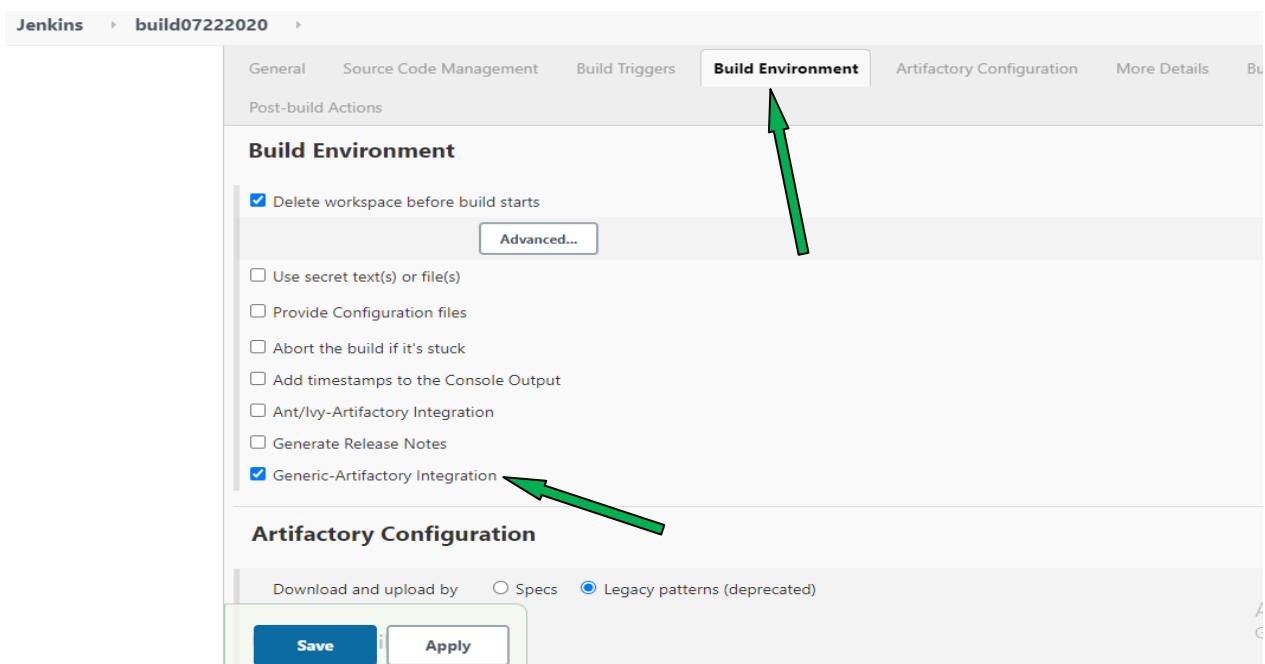 Jenkins build07222020
General Source Code Management Build Triggers Build Environment Artifactory Configuration More Details
Post-build Actions
Build Environment
Delete workspace before build starts
Advanced...
Use secret text(s) or file(s)
Provide Configuration files
Abort the build if it's stuck
Add timestamps to the Console Output
Ant/Ivy-Artifactory Integration
Generate Release Notes
Generic-Artifactory Integration
Artifactory Configuration
Download and upload by Specs Legacy patterns (deprecated)
Save Apply